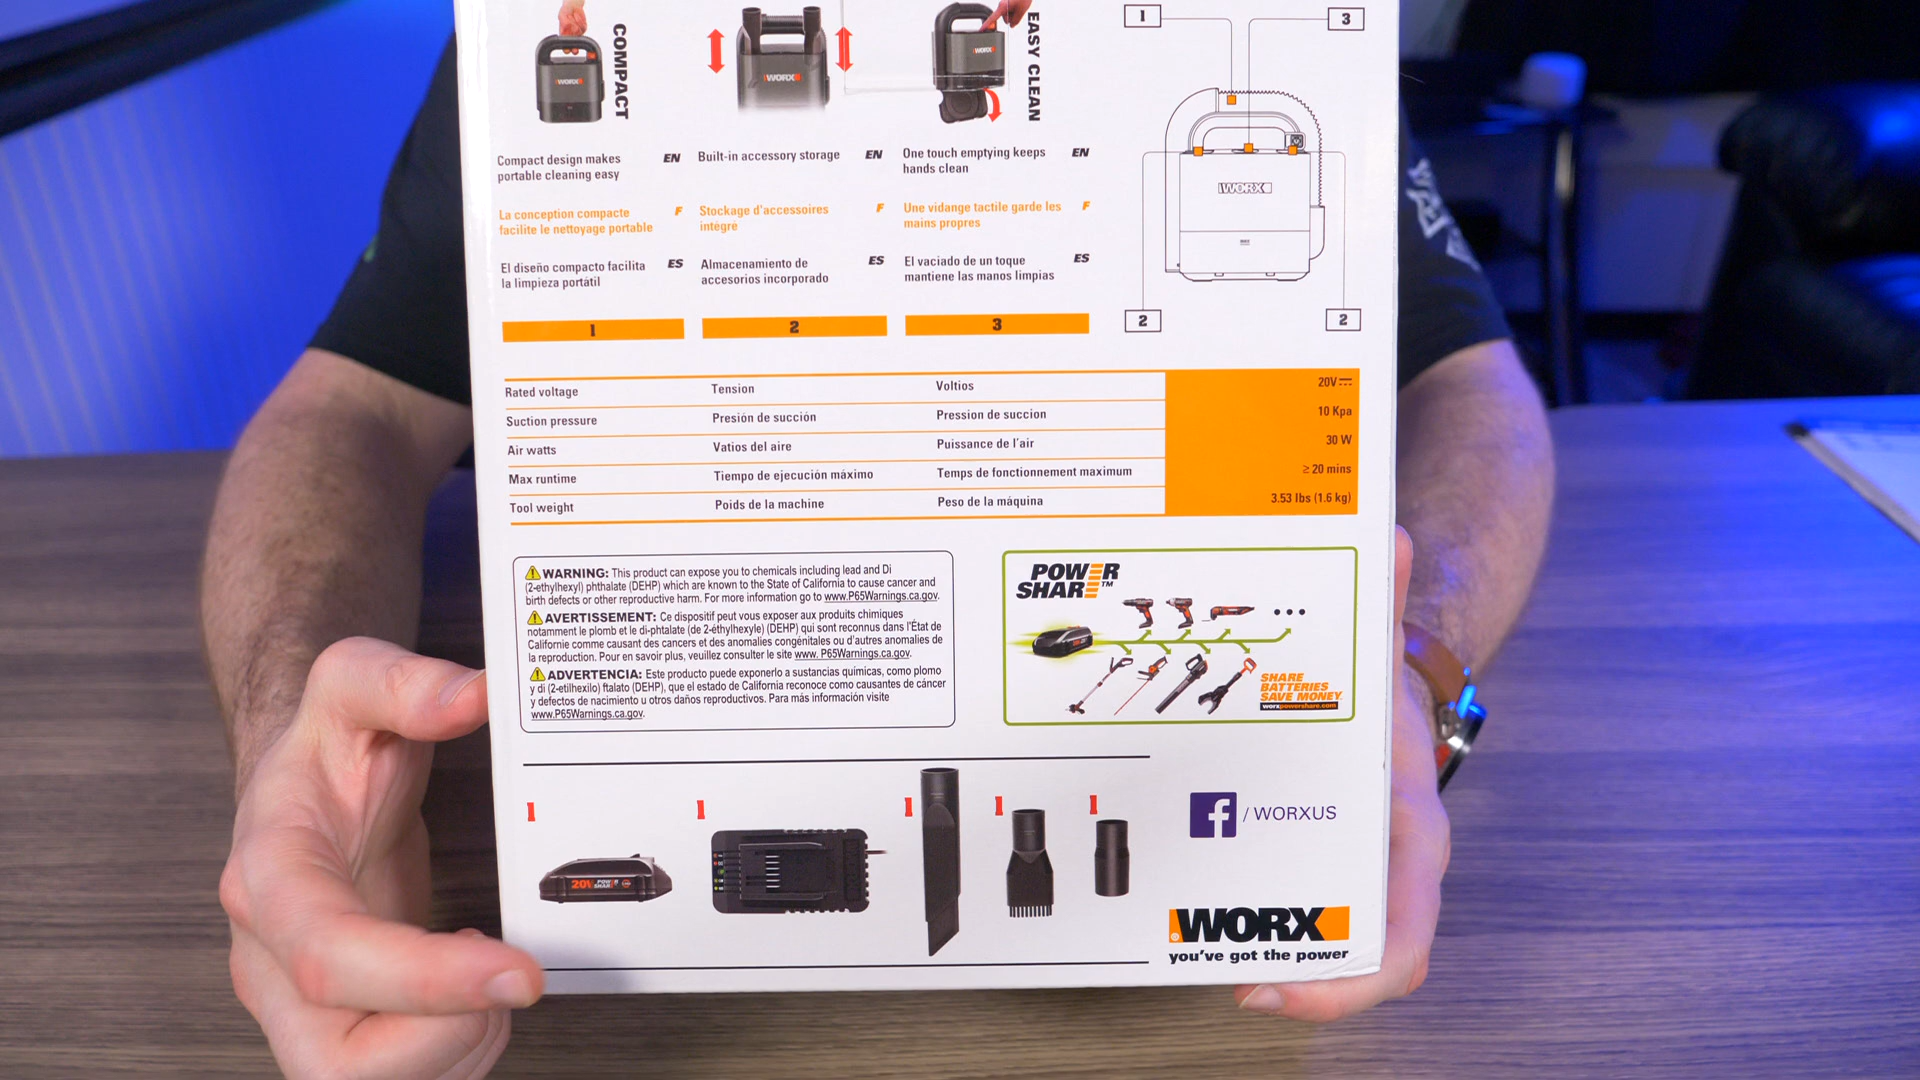 COMPACT
EASY CLEAN
WORX
WORX
WORX
1
3
Compact design makes
portable cleaning easy
EN
Built-in accessory storage
EN
One touch emptying keeps
hands clean
EN
La conception compacte
facilite le nettoyage portable
F
Stockage d'accessoires
intégré
F
Une vidange tactile garde les
mains propres
F
El diseño compacto facilita
la limpieza portátil
ES
Almacenamiento de
accesorios incorporado
ES
El vaciado de un toque
mantiene las manos limpias
ES
2
2
WORX
2
2
1
2
3
Rated voltage Tension Voltios 20V
Suction pressure Presión de succión Pression de succion 10 Kpa
Air watts Vatios del aire Puissance de l'air 30 W
Max runtime Tiempo de ejecución máximo Temps de fonctionnement maximum ≥ 20 mins
Tool weight Poids de la machine Peso de la máquina 3.53 lbs (1.6 kg)
WARNING: This product can expose you to chemicals including lead and Di
(2-ethylhexyl) phthalate (DEHP) which are known to the State of California to cause cancer and
birth defects or other reproductive harm. For more information go to www.P65Warnings.ca.gov.
AVERTISSEMENT: Ce dispositif peut vous exposer aux produits chimiques
notamment le plomb et le di-phtalate (de 2-éthylhexyle) (DEHP) qui sont reconnus dans l'État de
Californie comme causant des cancers et des anomalies congénitales ou d'autres anomalies de
la reproduction. Pour en savoir plus, veuillez consulter le site www. P65Warnings.ca.gov.
ADVERTENCIA: Este producto puede exponerlo a sustancias químicas, como plomo
y di (2-etilhexilo) ftalato (DEHP), que el estado de California reconoce como causantes de cáncer
y defectos de nacimiento u otros daños reproductivos. Para más información visite
www.P65Warnings.ca.gov.
POWER
SHARE™
SHARE
BATTERIES
SAVE MONEY.
worxpowershare.com
1
1
1
1
1
20V POWER
SHARE
f / WORXUS
WORX®
you've got the power